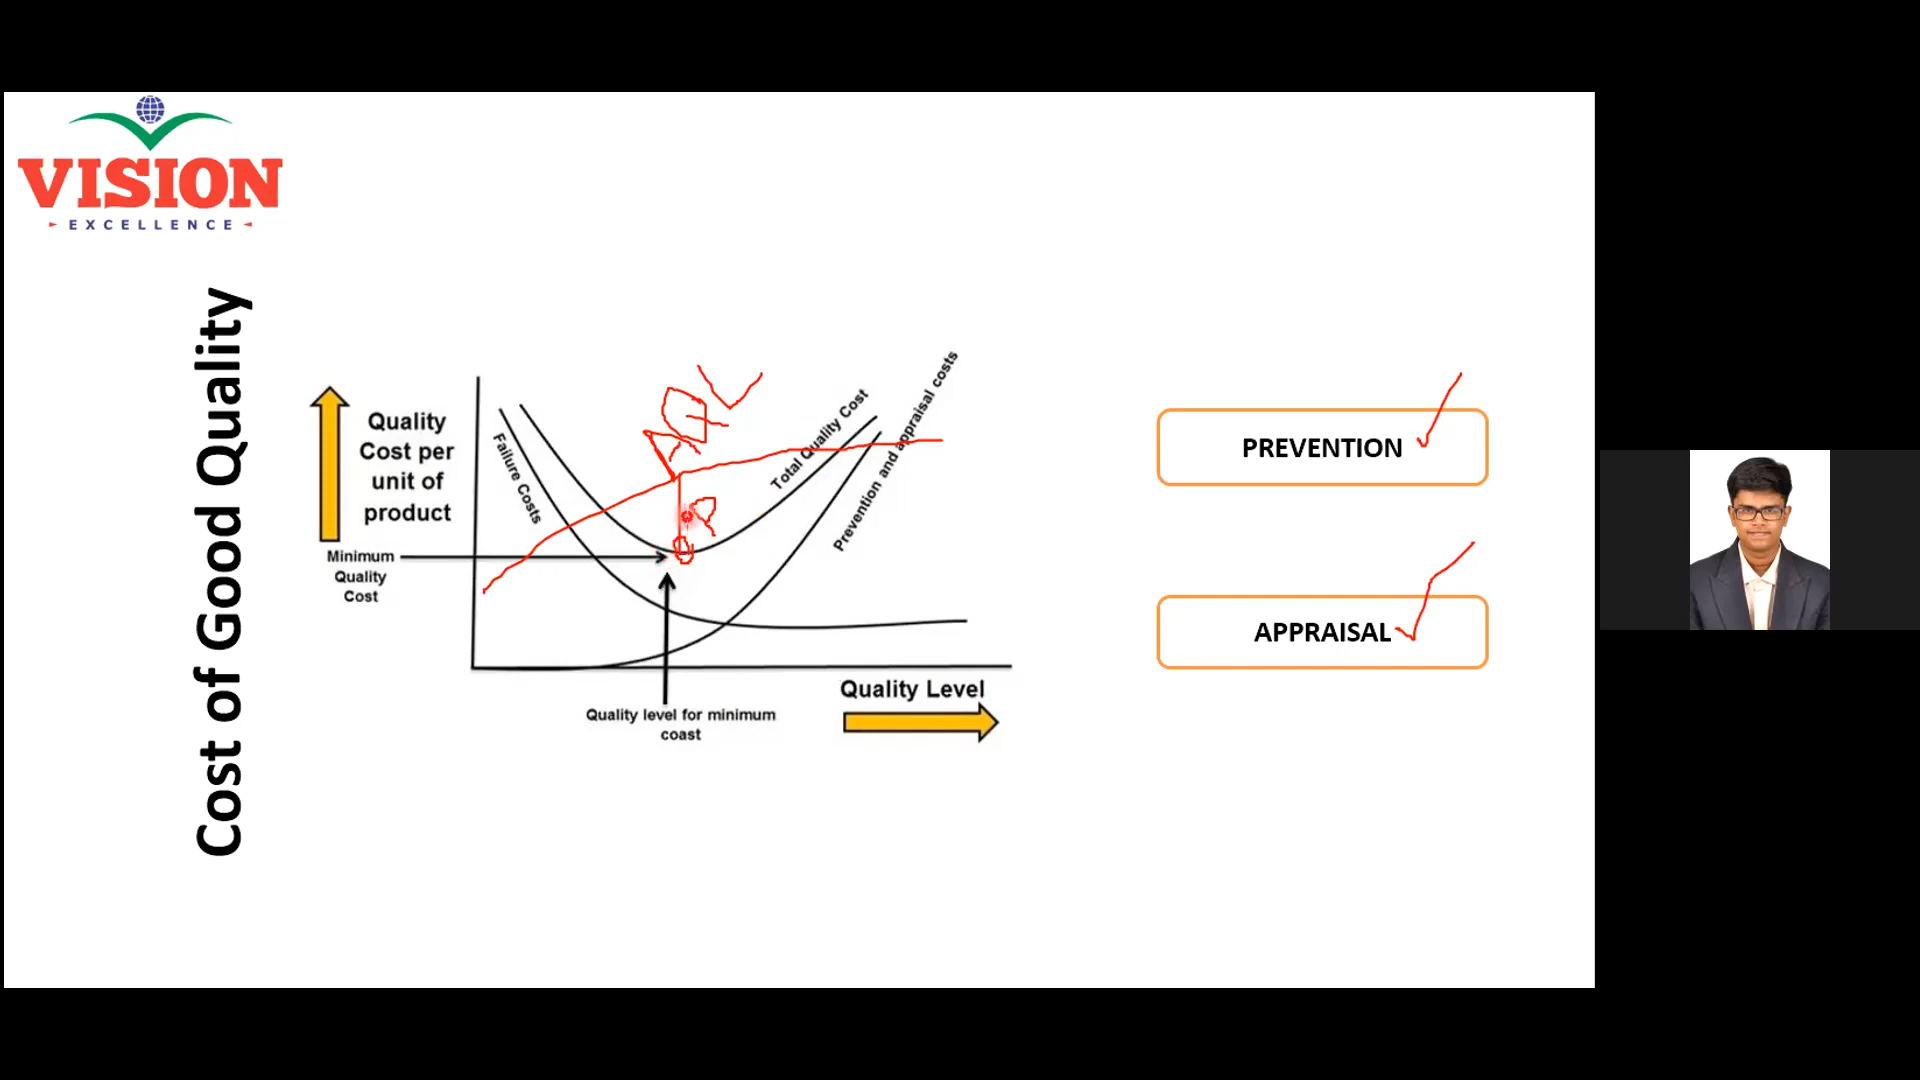 VISION
EXCELLENCE
Cost of Good Quality
Quality
Cost per
unit of
product
Minimum
Quality
Cost
Failure Costs
AQL
R
Total Quality Cost
Prevention and appraisal costs
Quality Level
Quality level for minimum
coast
PREVENTION
APPRAISAL